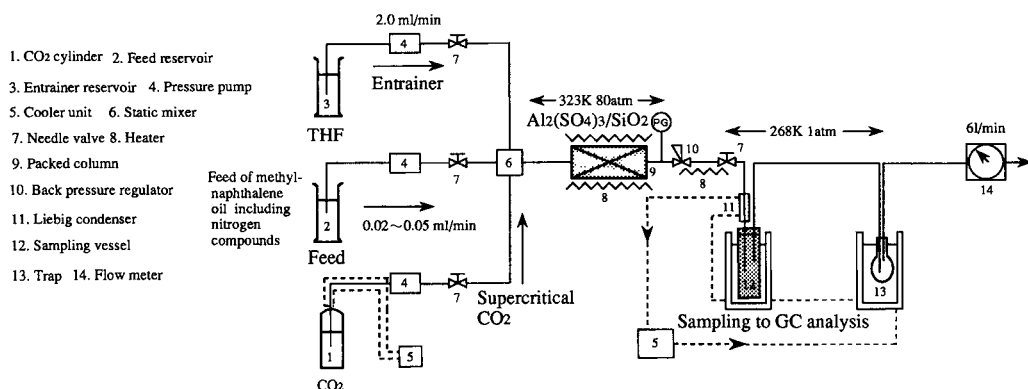 1. CO2 cylinder 2. Feed reservoir
3. Entrainer reservoir 4. Pressure pump
5. Cooler unit 6. Static mixer
7. Needle valve 8. Heater
9. Packed column
10. Back pressure regulator
11. Liebig condenser
12. Sampling vessel
13. Trap 14. Flow meter
2.0 ml/min
4
7
Entrainer
3
THF
Feed of methyl-
naphthalene
oil including
nitrogen
compounds
4
7
2
0.02～0.05 ml/min
Feed
4
7
Supercritical
CO2
1
5
CO2
6
323K 80atm
Al2(SO4)3/SiO2
PG
9
8
10
7
8
268K 1atm
11
12
13
Sampling to GC analysis
5
6l/min
14